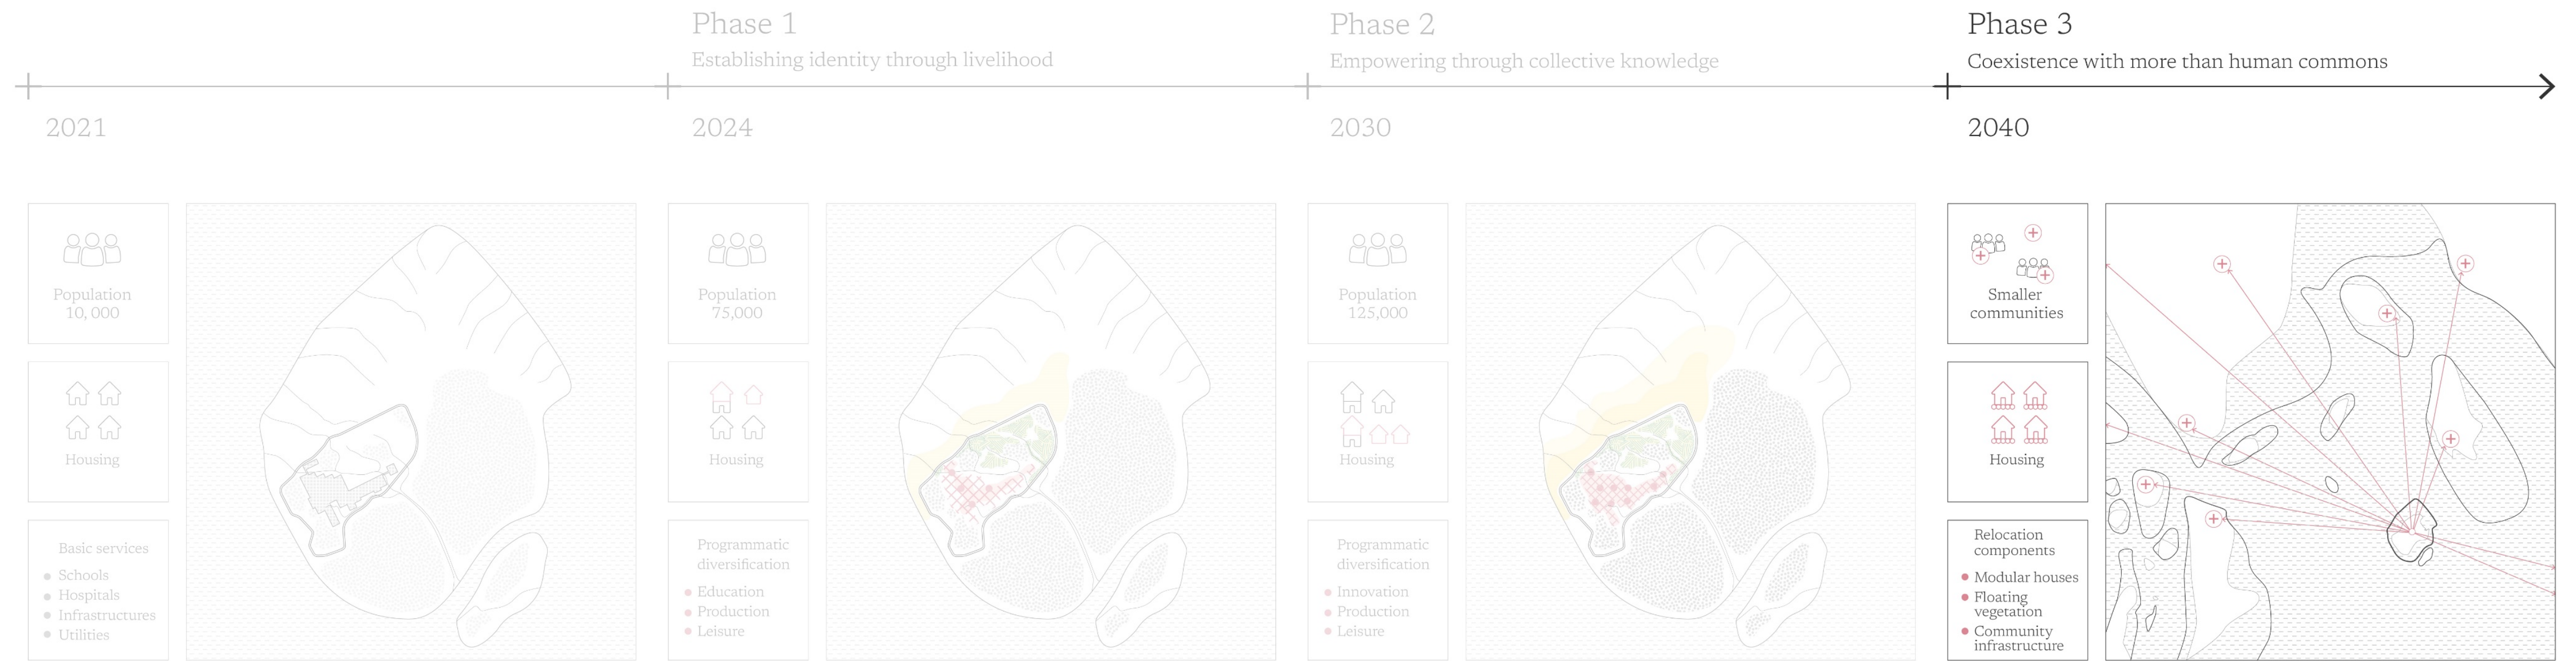 Phase 1
Establishing identity through livelihood
Phase 2
Empowering through collective knowledge
Phase 3
Coexistence with more than human commons
2021
2024
2030
2040
Population
10, 000
Housing
Basic services
Schools
Hospitals
Infrastructures
Utilities
Population
75,000
Housing
Programmatic
diversification
Education
Production
Leisure
Population
125,000
Housing
Programmatic
diversification
Innovation
Production
Leisure
Smaller
communities
Housing
Relocation
components
Modular houses
Floating
vegetation
Community
infrastructure